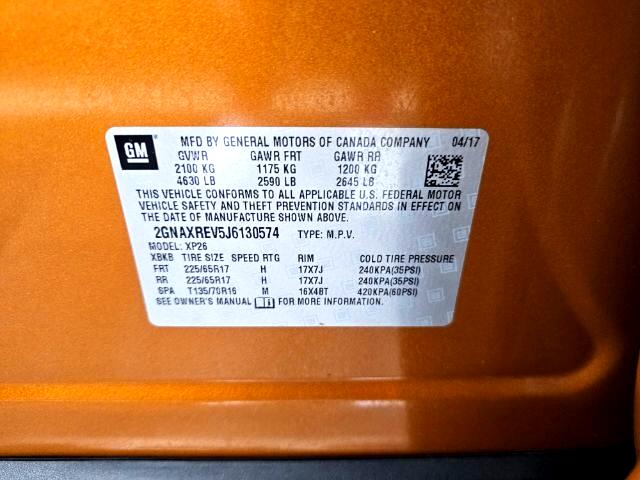 GM
MFD BY GENERAL MOTORS OF CANADA COMPANY 04/17
GVWR GAWR FRT GAWR RR
2100 KG 1175 KG 1200 KG
4630 LB 2590 LB 2645 LB
THIS VEHICLE CONFORMS TO ALL APPLICABLE U.S. FEDERAL MOTOR
VEHICLE SAFETY AND THEFT PREVENTION STANDARDS IN EFFECT ON
THE DATE OF MANUFACTURE SHOWN ABOVE.
2GNAXREV5J6130574 TYPE: M.P.V.
MODEL: XP26
XBKB TIRE SIZE SPEED RTG RIM COLD TIRE PRESSURE
FRT 225/65R17 H 17X7J 240KPA(35PSI)
RR 225/65R17 H 17X7J 240KPA(35PSI)
SPA T135/70R16 M 16X4BT 420KPA(60PSI)
SEE OWNER'S MANUAL FOR MORE INFORMATION.